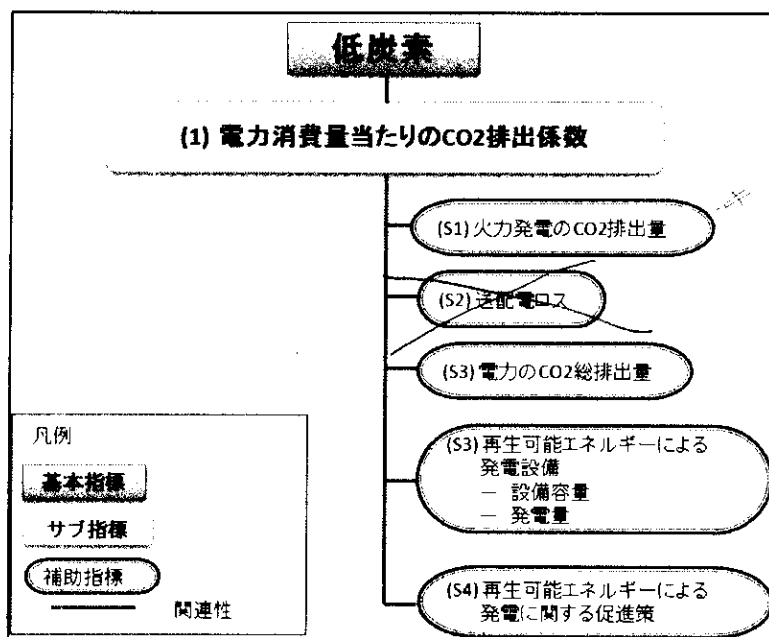 低炭素
(1) 電力消費量当たりのCO2排出係数
(S1) 火力発電のCO2排出量
(S2) 送配電ロス
(S3) 電力のCO2総排出量
(S3) 再生可能エネルギーによる
発電設備
— 設備容量
— 発電量
(S4) 再生可能エネルギーによる
発電に関する促進策
凡例
基本指標
サブ指標
補助指標
関連性